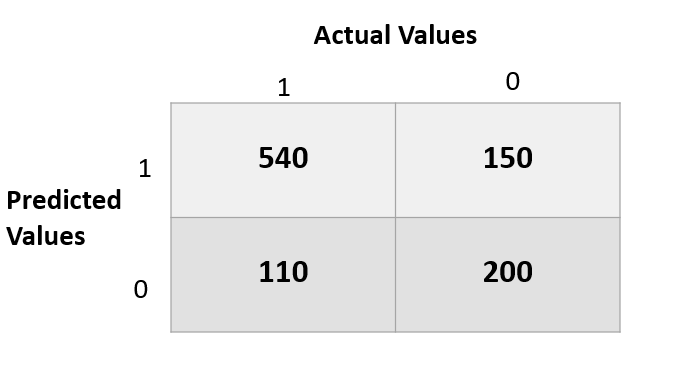 Actual Values
1 0
1 540 150
Predicted
Values
0 110 200